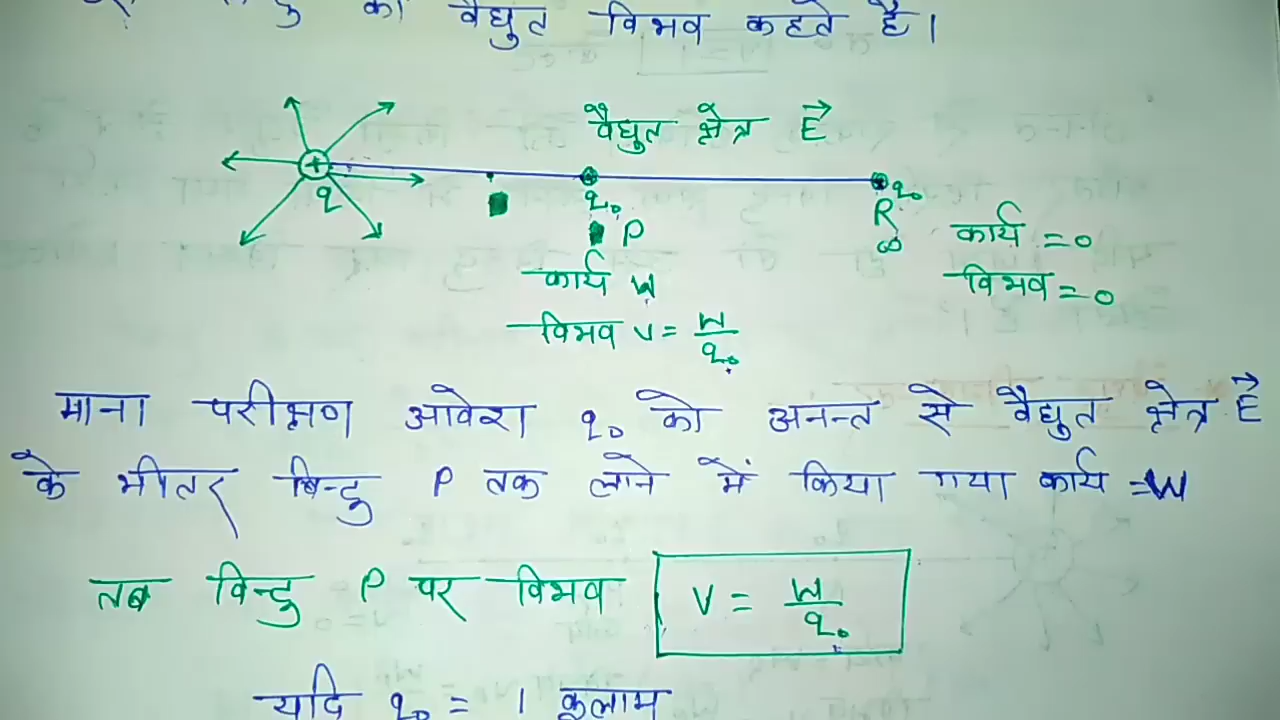 का वैद्युत विभव कहते है।
वैद्युत क्षेत्र E⃗
+
q
q₀
q₀
P
R
∞
कार्य = 0
विभव = 0
कार्य W
विभव V = W/q₀
माना परीक्षण आवेश q₀ को अनन्त से वैद्युत क्षेत्र E⃗
के भीतर बिन्दु P तक लाने में किया गया कार्य = W
तब बिन्दु P पर विभव V = W/q₀
यदि q₀ = 1 कूलाम